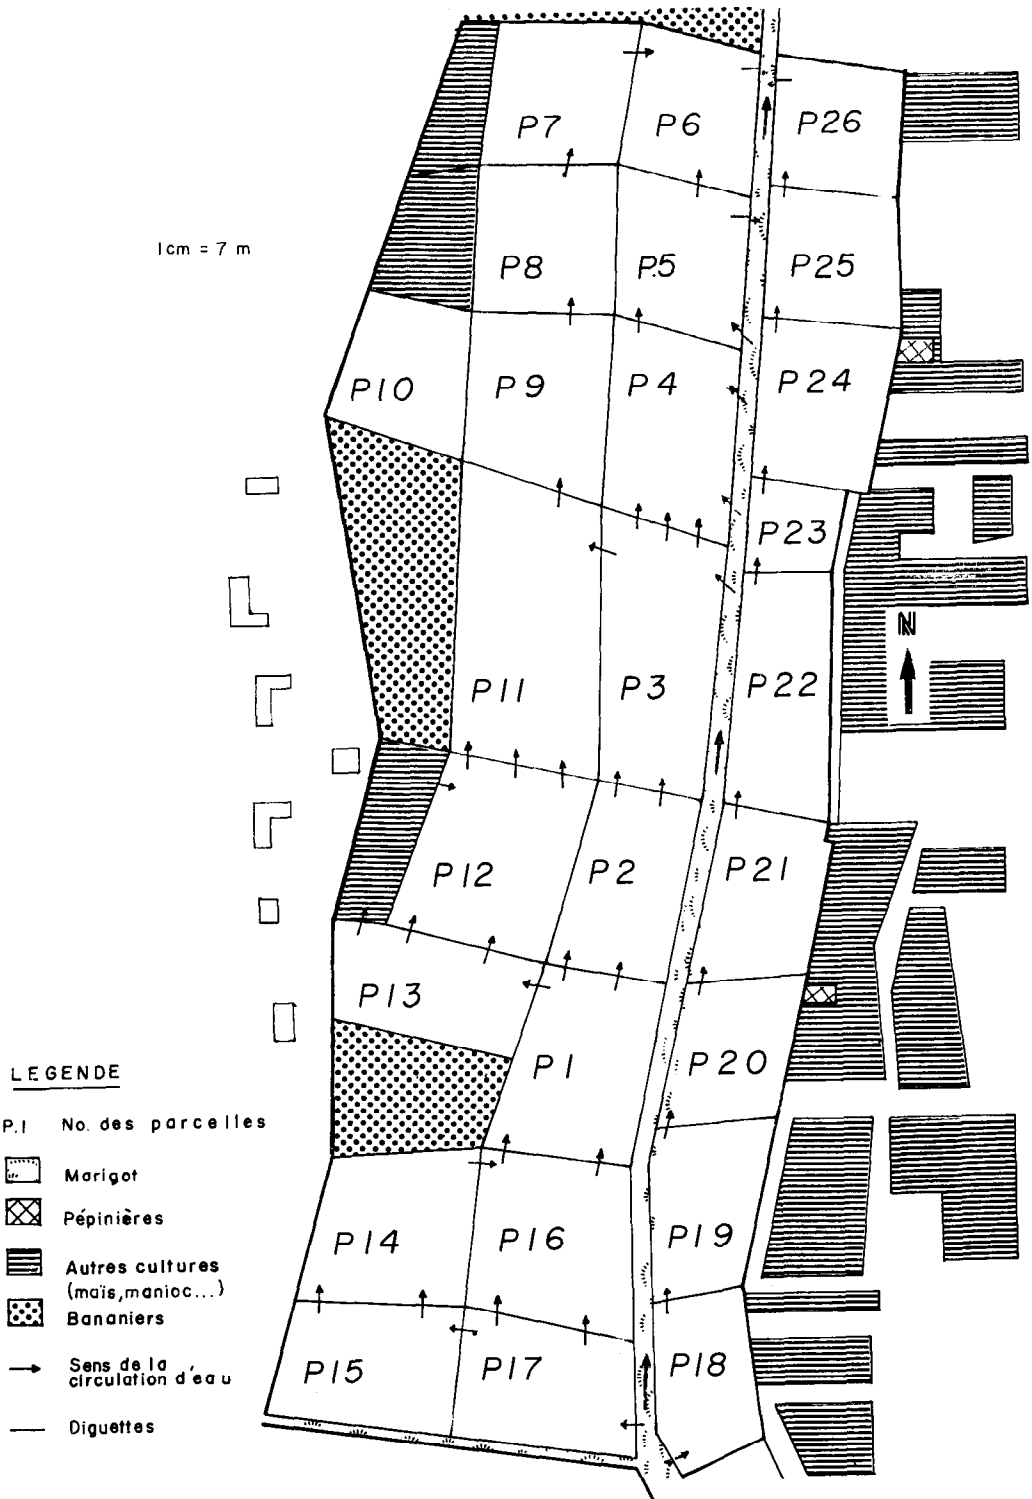 P7
P6
P26
1cm = 7 m
P8
P.5
P25
P10
P9
P4
P24
P23
N
P11
P3
P22
P12
P2
P21
P13
P1
P20
LEGENDE
P.1 No. des parcelles
Marigot
Pépinières
Autres cultures
(maïs,manioc...)
Bananiers
Sens de la
circulation d'eau
Diguettes
P14
P16
P19
P15
P17
P18